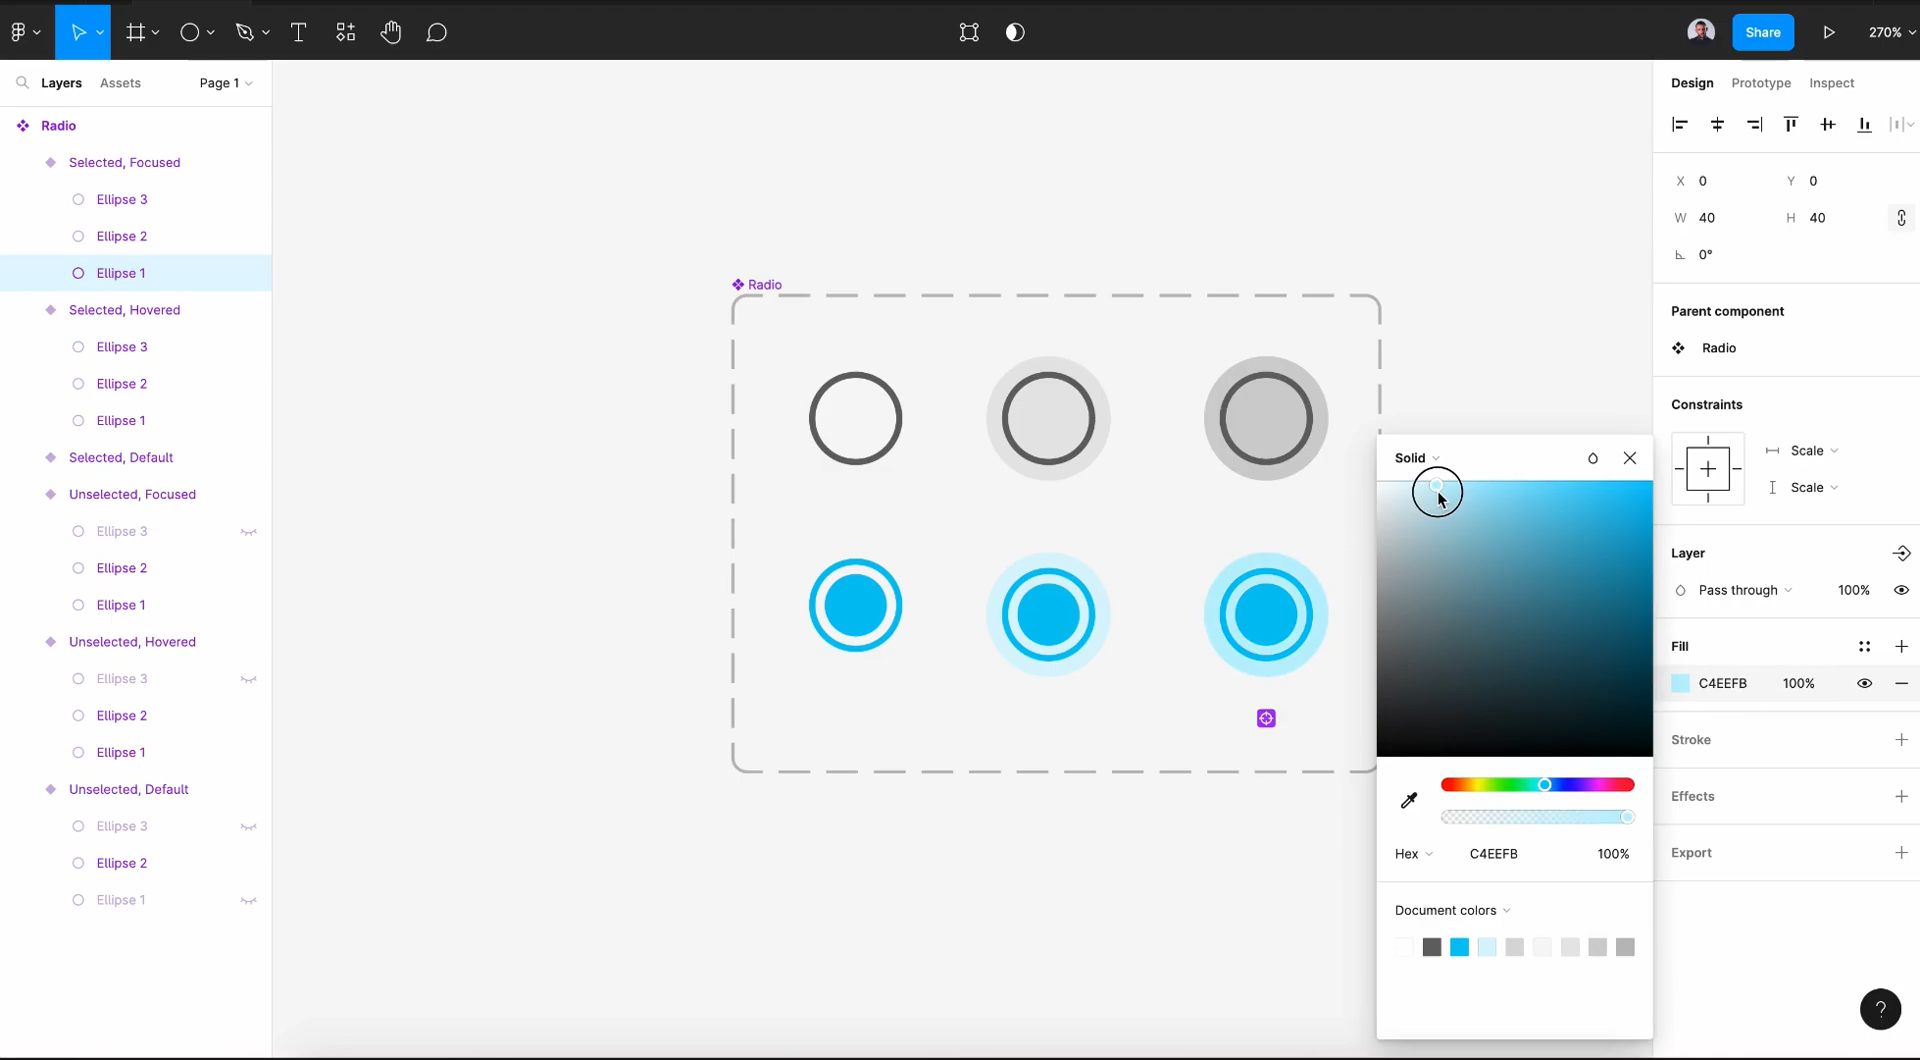 Share
270%
Layers
Assets
Page 1
Design
Prototype
Inspect
Radio
Selected, Focused
Ellipse 3
Ellipse 2
Ellipse 1
Selected, Hovered
Ellipse 3
Ellipse 2
Ellipse 1
Selected, Default
Unselected, Focused
Ellipse 3
Ellipse 2
Ellipse 1
Unselected, Hovered
Ellipse 3
Ellipse 2
Ellipse 1
Unselected, Default
Ellipse 3
Ellipse 2
Ellipse 1
Radio
Solid
Hex
C4EEFB
100%
Document colors
X 0
Y 0
W 40
H 40
0°
Parent component
Radio
Constraints
Scale
Scale
Layer
Pass through
100%
Fill
C4EEFB
100%
Stroke
Effects
Export
?